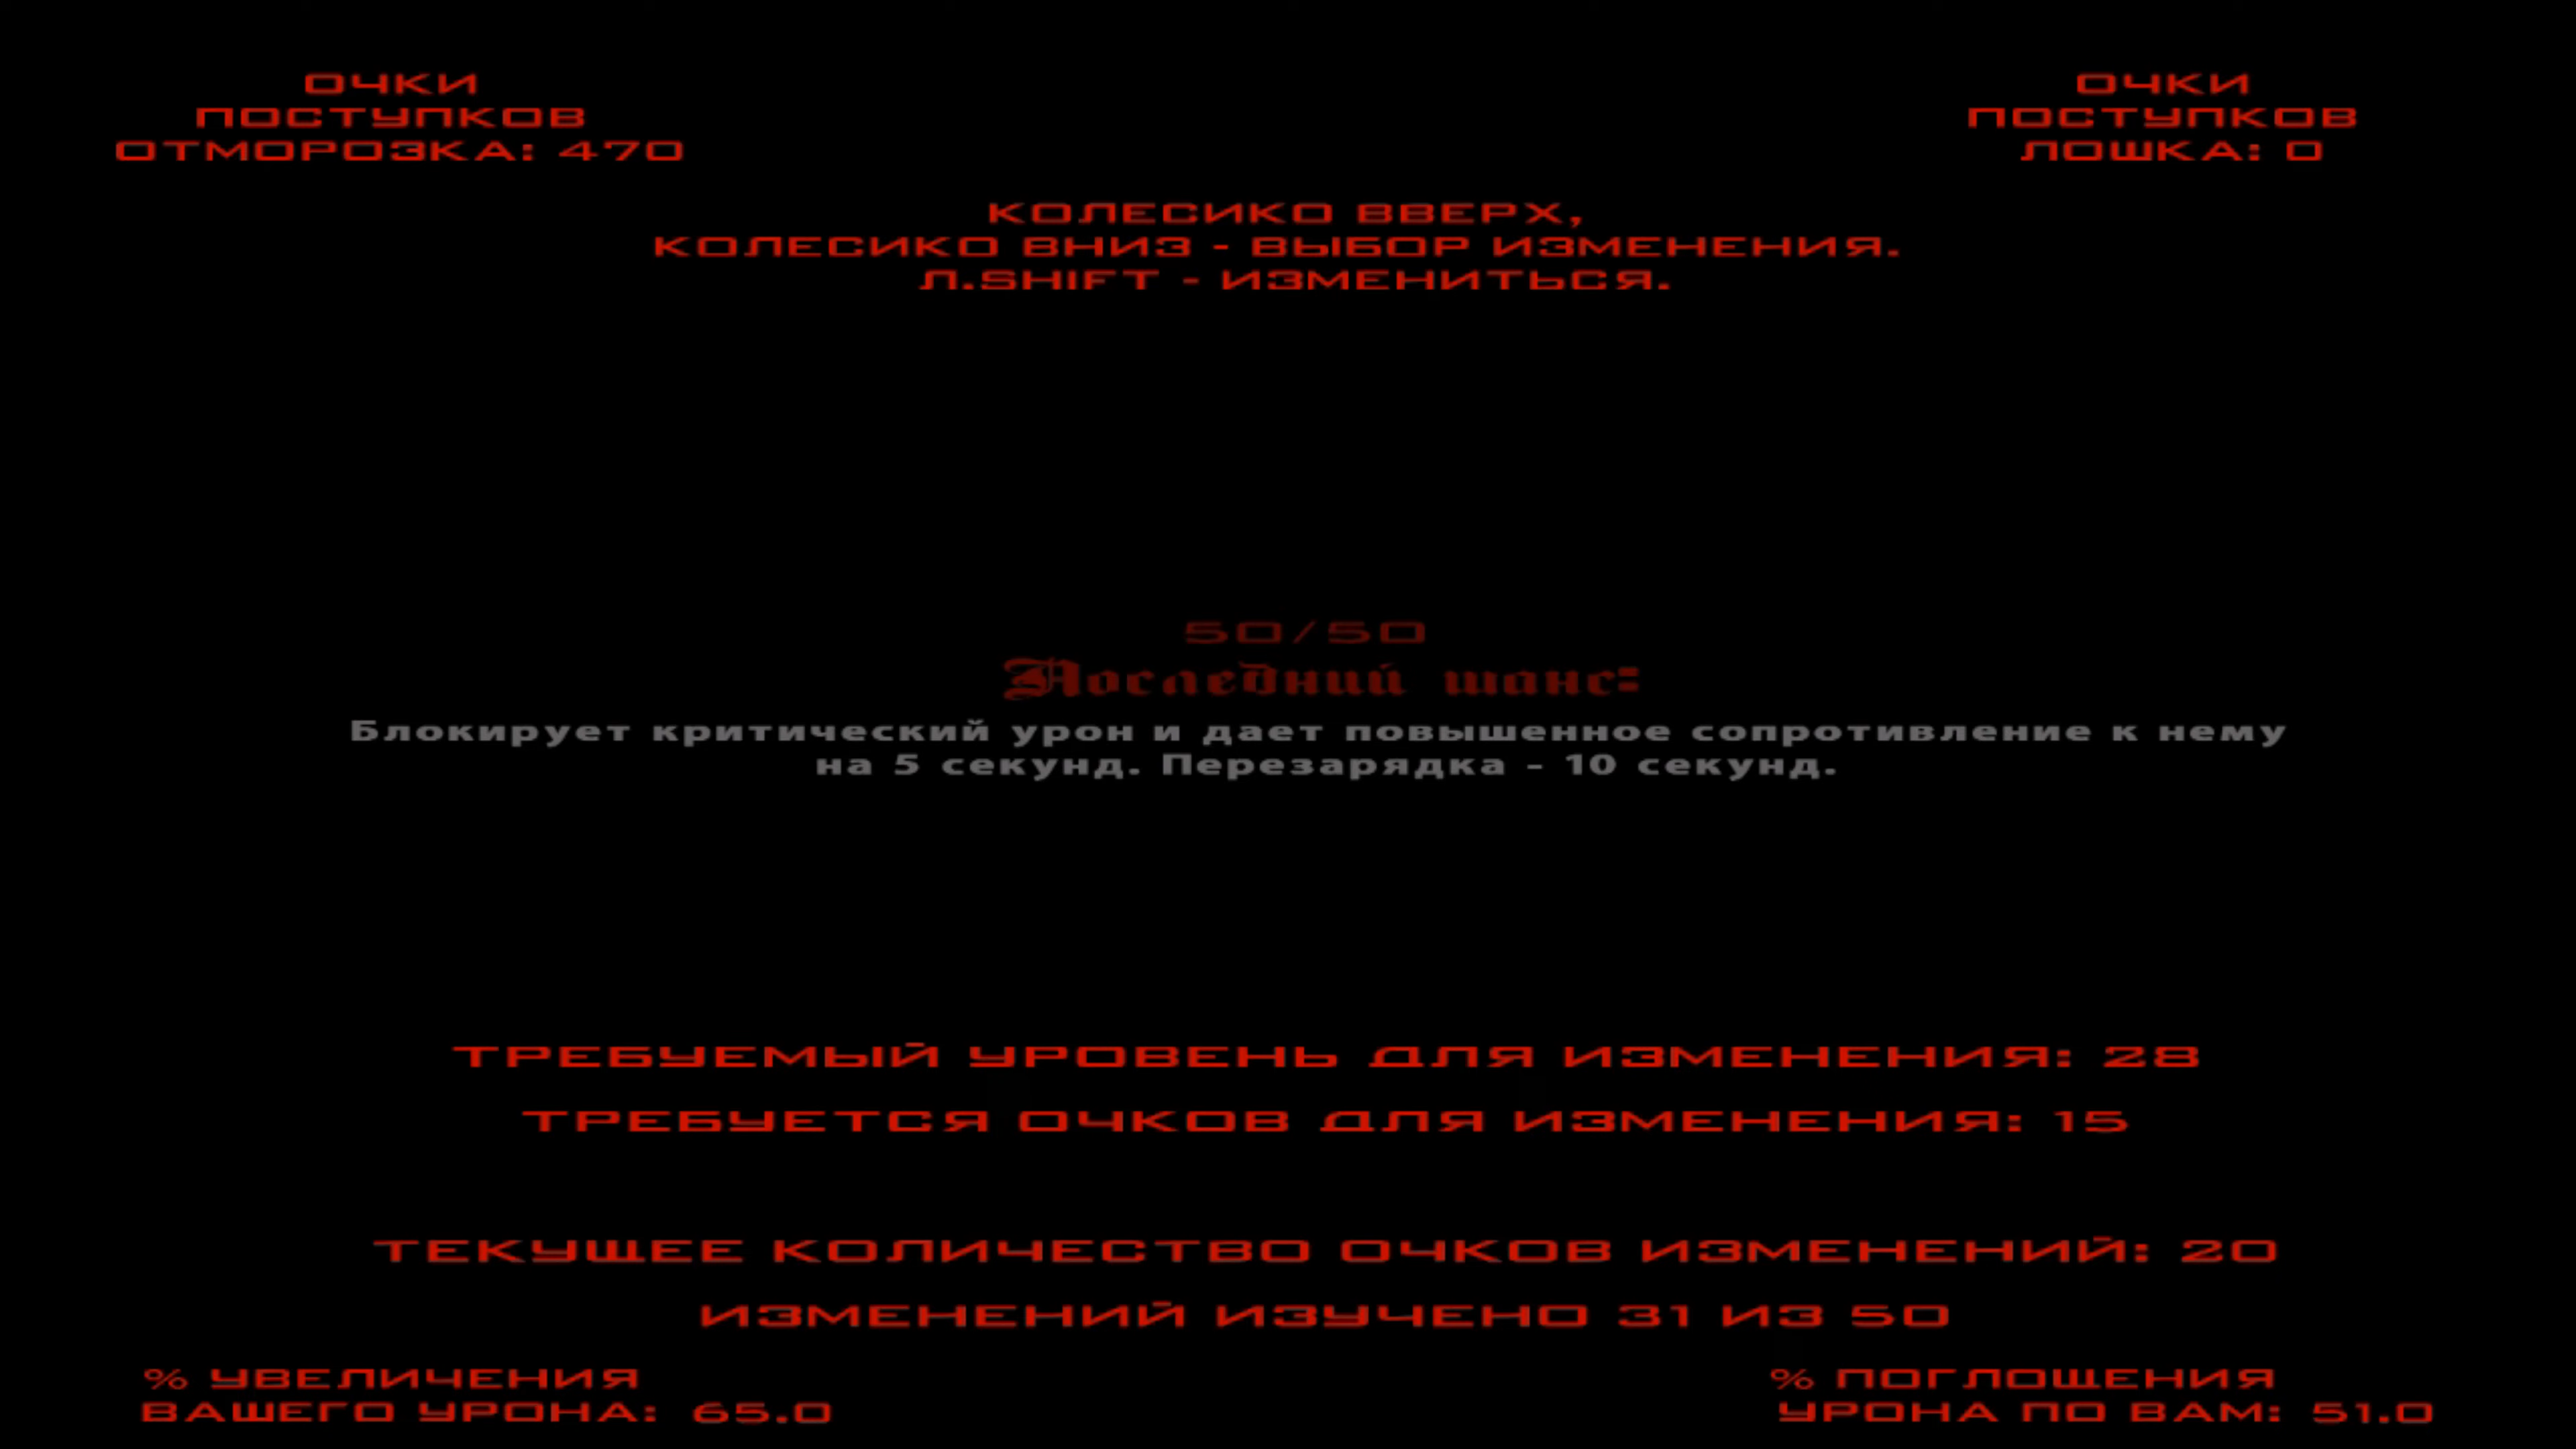 ОЧКИ
ПОСТУПКОВ
ОТМОРОЗКА: 470
ОЧКИ
ПОСТУПКОВ
ЛОШКА: 0
КОЛЕСИКО ВВЕРХ,
КОЛЕСИКО ВНИЗ - ВЫБОР ИЗМЕНЕНИЯ.
Л.SHIFT - ИЗМЕНИТЬСЯ.
50/50
Последний шанс:
Блокирует критический урон и дает повышенное сопротивление к нему
на 5 секунд. Перезарядка - 10 секунд.
ТРЕБУЕМЫЙ УРОВЕНЬ ДЛЯ ИЗМЕНЕНИЯ: 28
ТРЕБУЕТСЯ ОЧКОВ ДЛЯ ИЗМЕНЕНИЯ: 15
ТЕКУЩЕЕ КОЛИЧЕСТВО ОЧКОВ ИЗМЕНЕНИЙ: 20
ИЗМЕНЕНИЙ ИЗУЧЕНО 31 ИЗ 50
% УВЕЛИЧЕНИЯ
ВАШЕГО УРОНА: 65.0
% ПОГЛОЩЕНИЯ
УРОНА ПО ВАМ: 51.0